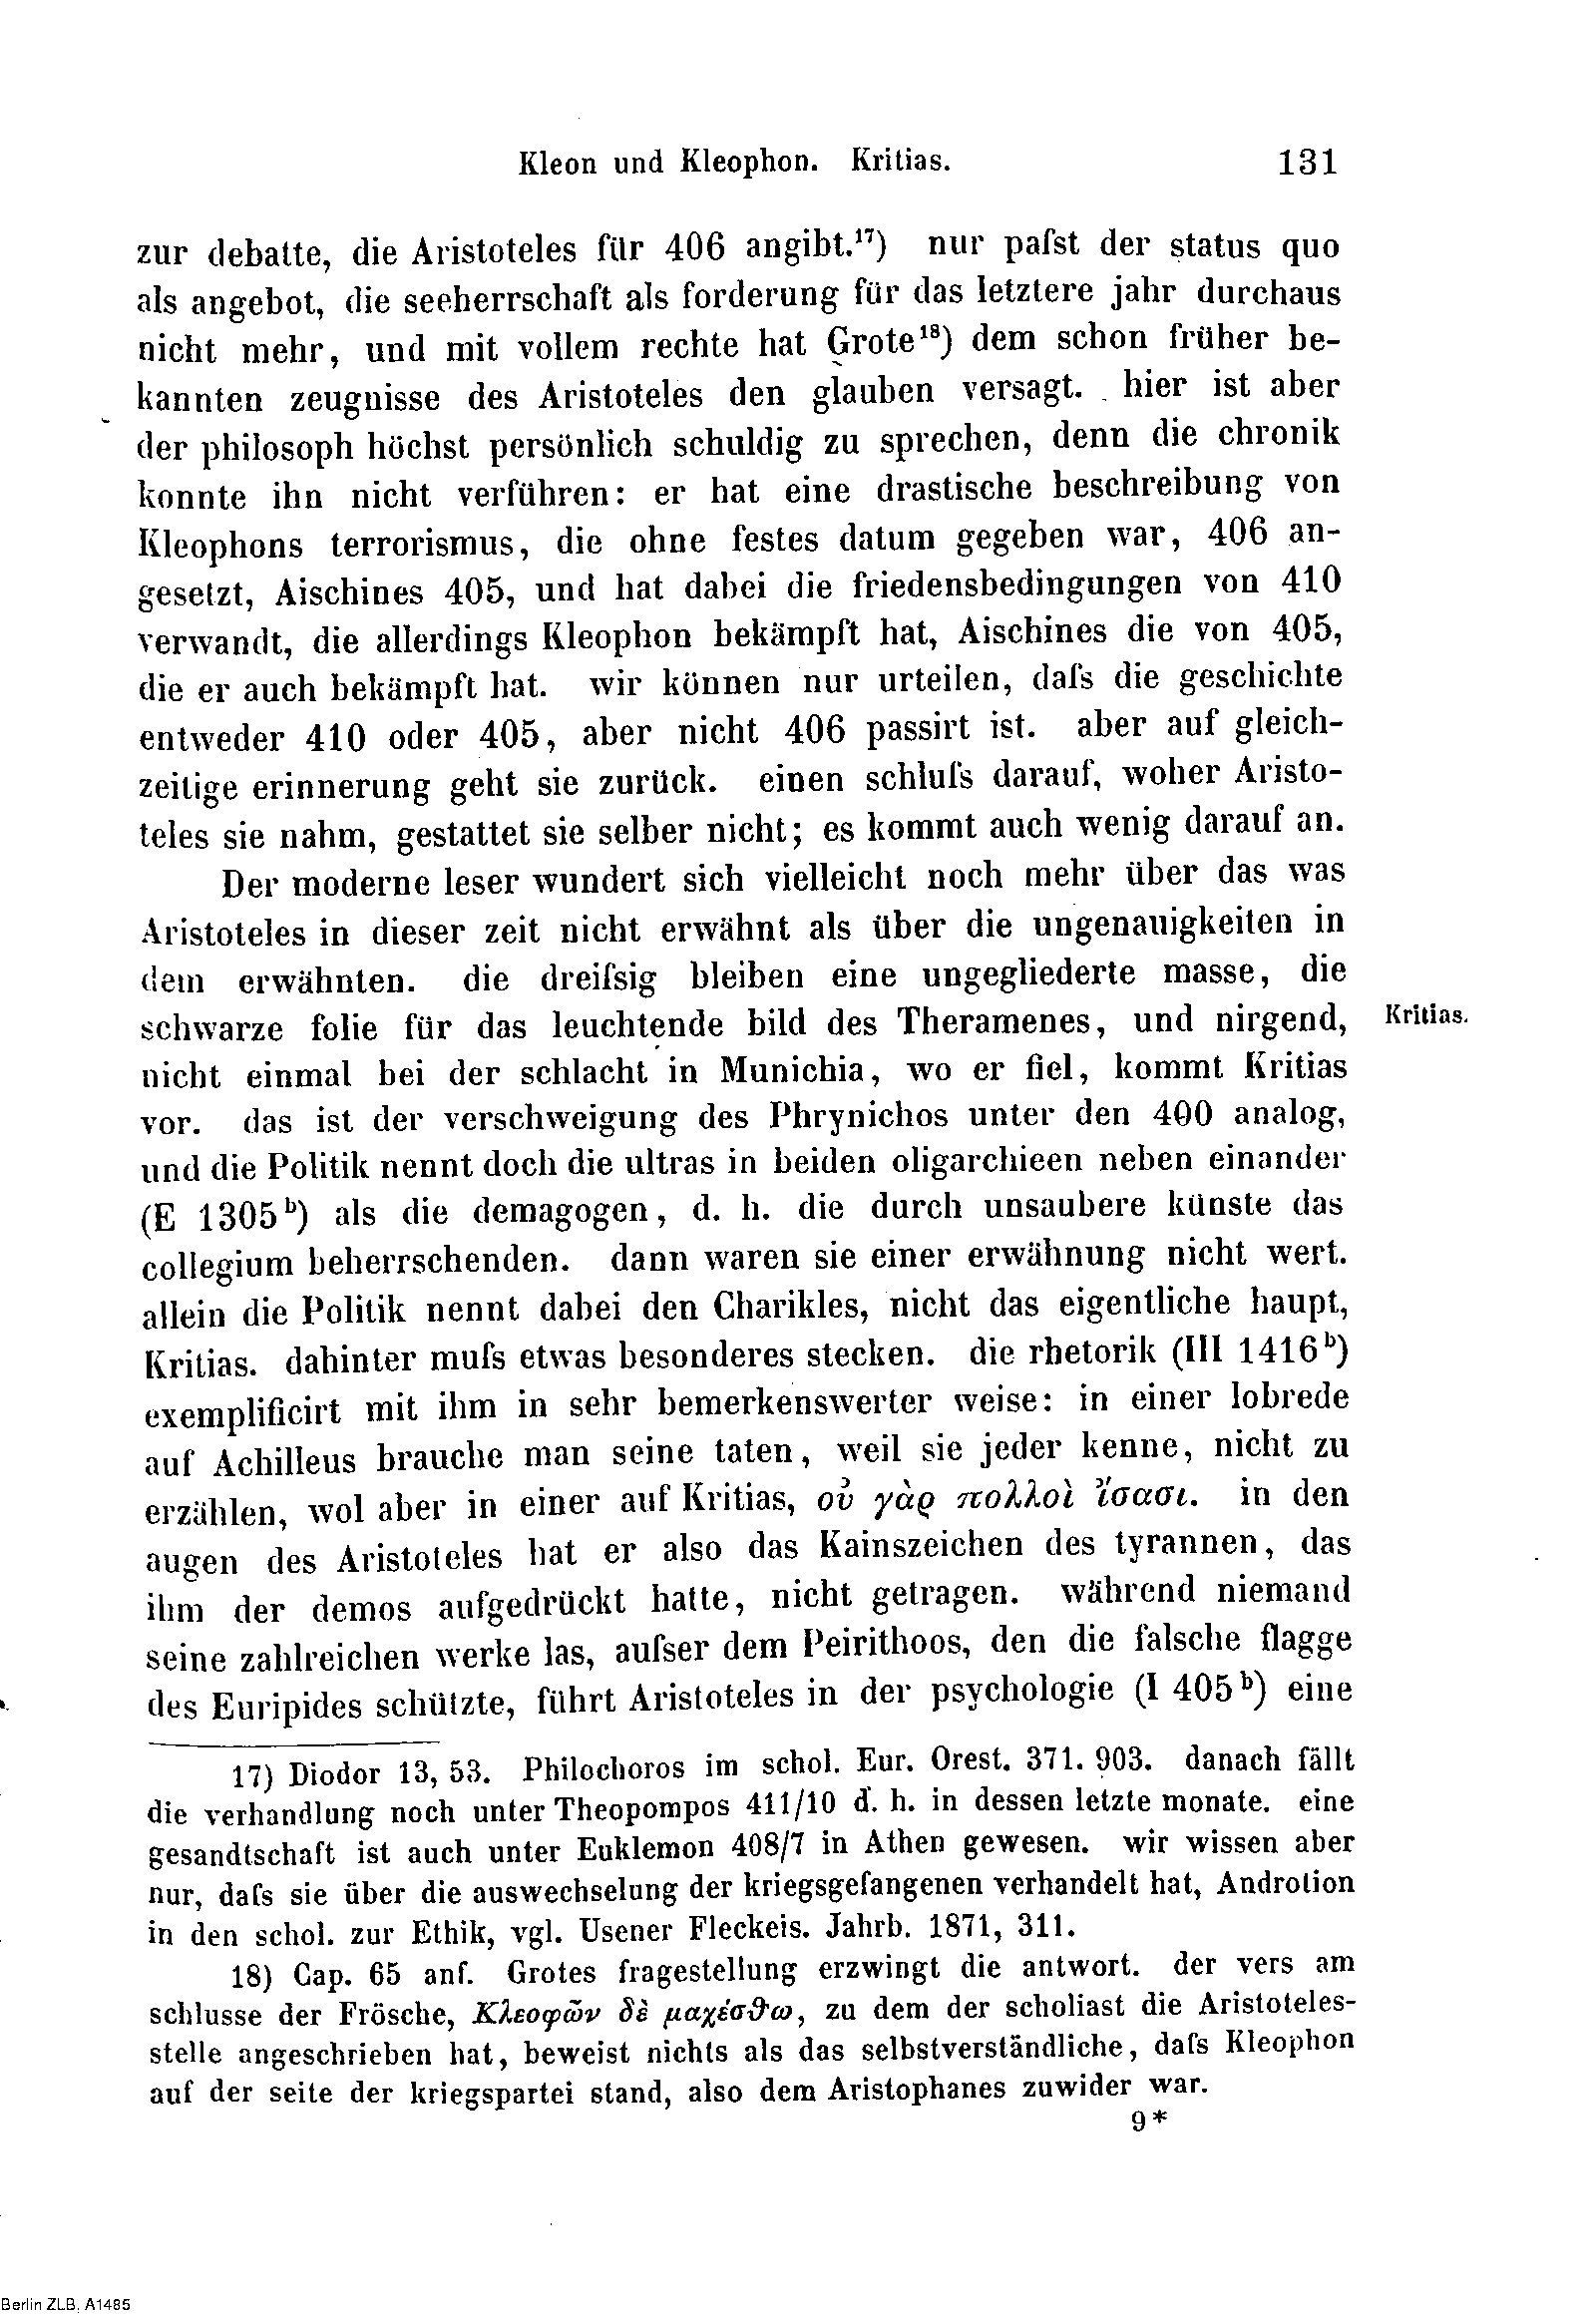 Kleon und Kleophon. Kritias. 131
zur debatte, die Aristoteles für 406 angibt.¹⁷) nur paſst der status quo
als angebot, die seeherrschaft als forderung für das letztere jahr durchaus
nicht mehr, und mit vollem rechte hat Grote¹⁸) dem schon früher be-
kannten zeugnisse des Aristoteles den glauben versagt. hier ist aber
der philosoph höchst persönlich schuldig zu sprechen, denn die chronik
konnte ihn nicht verführen: er hat eine drastische beschreibung von
Kleophons terrorismus, die ohne festes datum gegeben war, 406 an-
gesetzt, Aischines 405, und hat dabei die friedensbedingungen von 410
verwandt, die allerdings Kleophon bekämpft hat, Aischines die von 405,
die er auch bekämpft hat. wir können nur urteilen, daſs die geschichte
entweder 410 oder 405, aber nicht 406 passirt ist. aber auf gleich-
zeitige erinnerung geht sie zurück. einen schluſs darauf, woher Aristo-
teles sie nahm, gestattet sie selber nicht; es kommt auch wenig darauf an.
Der moderne leser wundert sich vielleicht noch mehr über das was
Aristoteles in dieser zeit nicht erwähnt als über die ungenauigkeiten in
dem erwähnten. die dreiſsig bleiben eine ungegliederte masse, die
schwarze folie für das leuchtende bild des Theramenes, und nirgend,
Kritias.
nicht einmal bei der schlacht in Munichia, wo er fiel, kommt Kritias
vor. das ist der verschweigung des Phrynichos unter den 400 analog,
und die Politik nennt doch die ultras in beiden oligarchieen neben einander
(E 1305ᵇ) als die demagogen, d. h. die durch unsaubere künste das
collegium beherrschenden. dann waren sie einer erwähnung nicht wert.
allein die Politik nennt dabei den Charikles, nicht das eigentliche haupt,
Kritias. dahinter muſs etwas besonderes stecken. die rhetorik (III 1416ᵇ)
exemplificirt mit ihm in sehr bemerkenswerter weise: in einer lobrede
auf Achilleus brauche man seine taten, weil sie jeder kenne, nicht zu
erzählen, wol aber in einer auf Kritias, οὐ γὰρ πολλοὶ ἴσασι. in den
augen des Aristoteles hat er also das Kainszeichen des tyrannen, das
ihm der demos aufgedrückt hatte, nicht getragen. während niemand
seine zahlreichen werke las, auſser dem Peirithoos, den die falsche flagge
des Euripides schützte, führt Aristoteles in der psychologie (I 405ᵇ) eine
17) Diodor 13, 53. Philochoros im schol. Eur. Orest. 371. 903. danach fällt
die verhandlung noch unter Theopompos 411/10 d. h. in dessen letzte monate. eine
gesandtschaft ist auch unter Euklemon 408/7 in Athen gewesen. wir wissen aber
nur, daſs sie über die auswechselung der kriegsgefangenen verhandelt hat, Androtion
in den schol. zur Ethik, vgl. Usener Fleckeis. Jahrb. 1871, 311.
18) Cap. 65 anf. Grotes fragestellung erzwingt die antwort. der vers am
schlusse der Frösche, Κλεοφῶν δὲ μαχέσθω, zu dem der scholiast die Aristoteles-
stelle angeschrieben hat, beweist nichts als das selbstverständliche, daſs Kleophon
auf der seite der kriegspartei stand, also dem Aristophanes zuwider war.
9*
Berlin ZLB, A1485